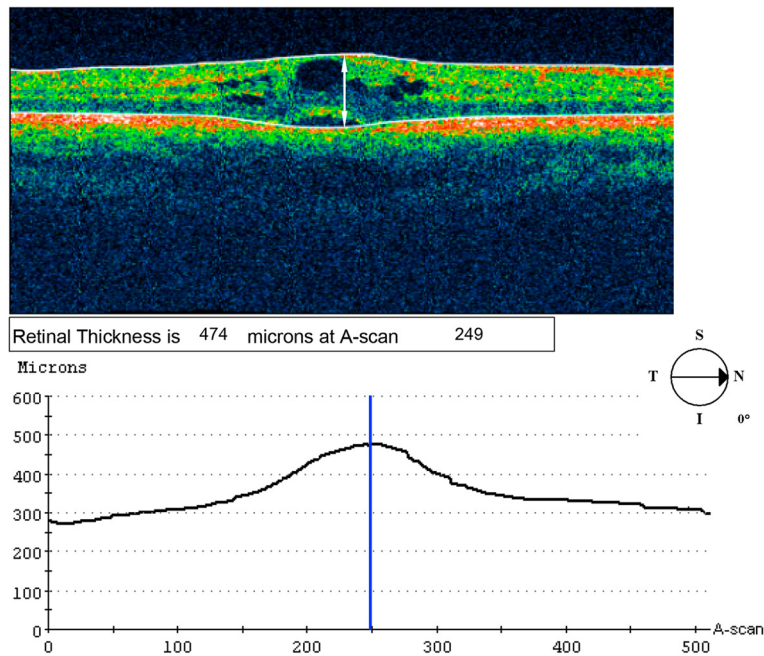 Retinal Thickness is 474 microns at A-scan 249
Microns
S
T N
I 0°
600
500
400
300
200
100
0
0 100 200 300 400 500
A-scan